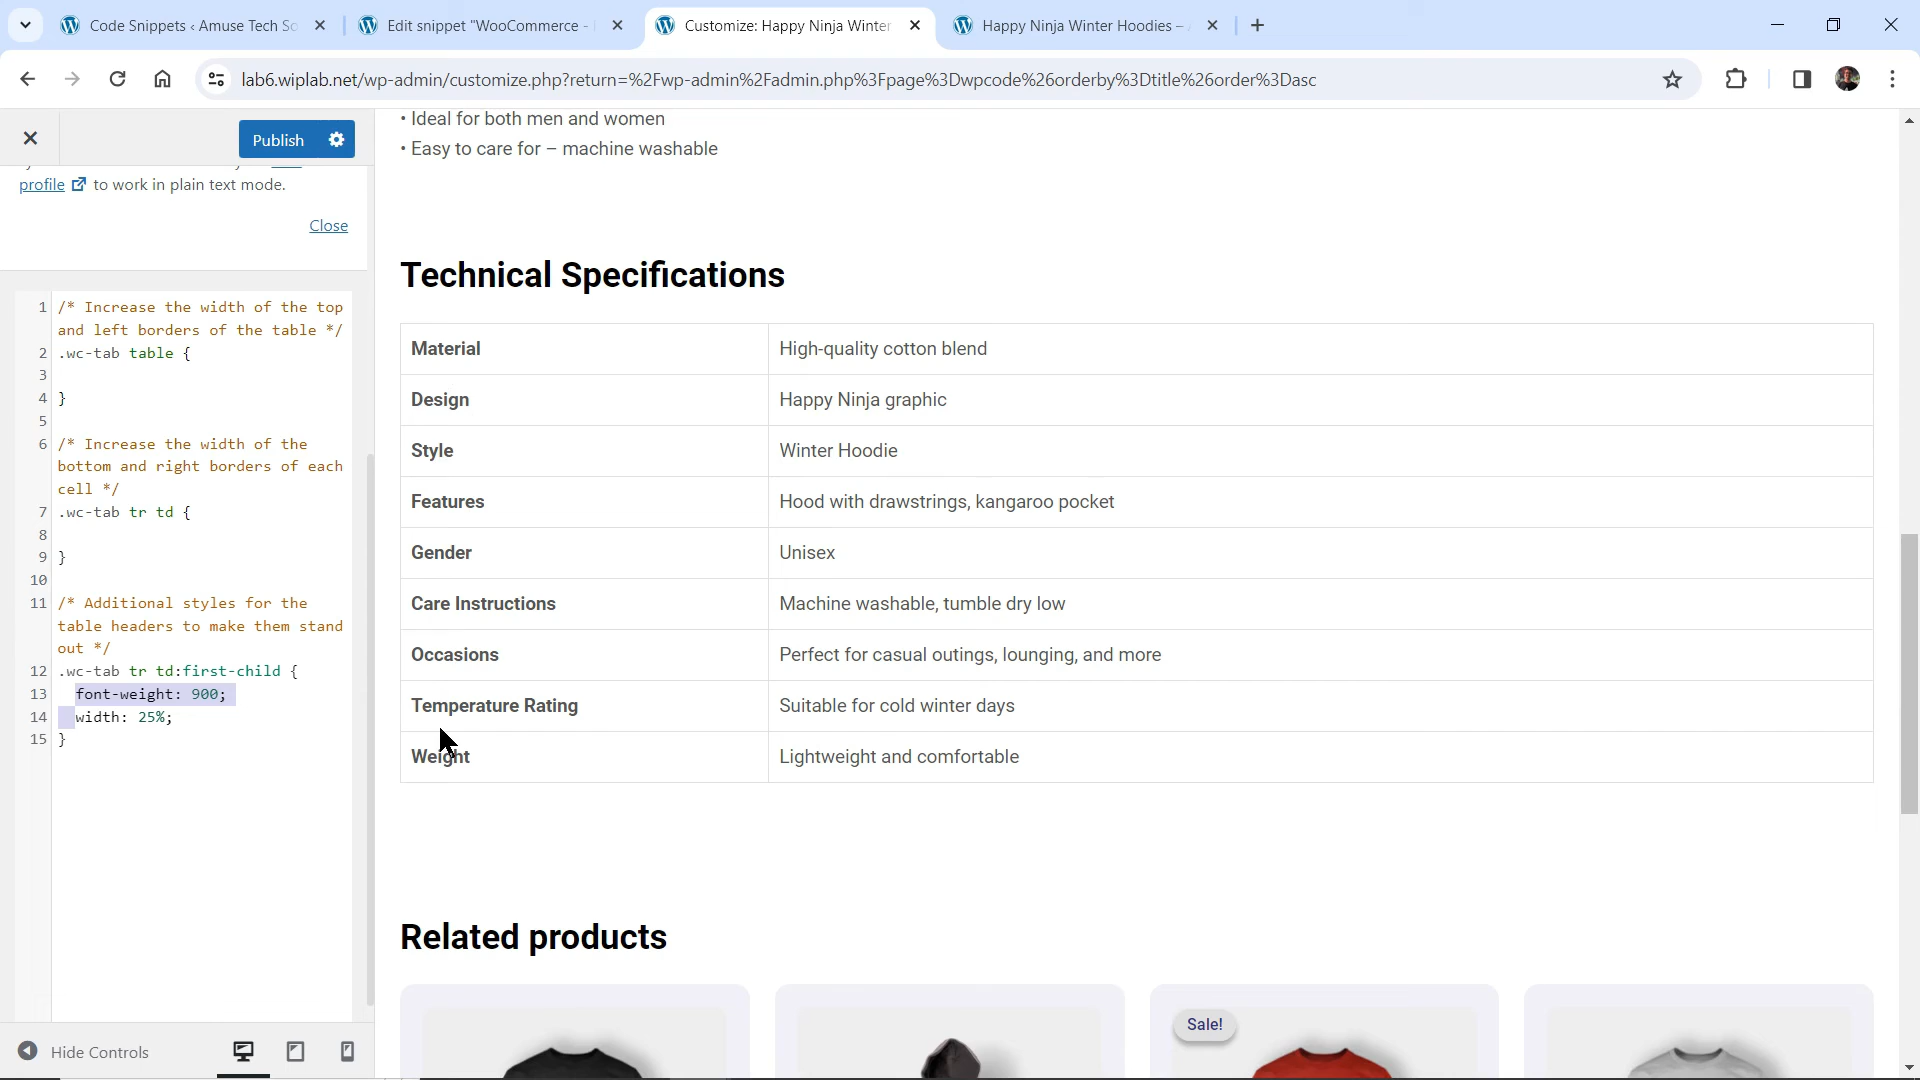 Code Snippets ‹ Amuse Tech So
Edit snippet "WooCommerce -
Customize: Happy Ninja Winter
Happy Ninja Winter Hoodies –
lab6.wiplab.net/wp-admin/customize.php?return=%2Fwp-admin%2Fadmin.php%3Fpage%3Dwpcode%26orderby%3Dtitle%26order%3Dasc
Publish
profile to work in plain text mode.
Close
1 /* Increase the width of the top
and left borders of the table */
2 .wc-tab table {
3
4 }
5
6 /* Increase the width of the
bottom and right borders of each
cell */
7 .wc-tab tr td {
8
9 }
10
11 /* Additional styles for the
table headers to make them stand
out */
12 .wc-tab tr td:first-child {
13 font-weight: 900;
14 width: 25%;
15 }
Hide Controls
• Ideal for both men and women
• Easy to care for – machine washable
Technical Specifications
Material High-quality cotton blend
Design Happy Ninja graphic
Style Winter Hoodie
Features Hood with drawstrings, kangaroo pocket
Gender Unisex
Care Instructions Machine washable, tumble dry low
Occasions Perfect for casual outings, lounging, and more
Temperature Rating Suitable for cold winter days
Weight Lightweight and comfortable
Related products
Sale!